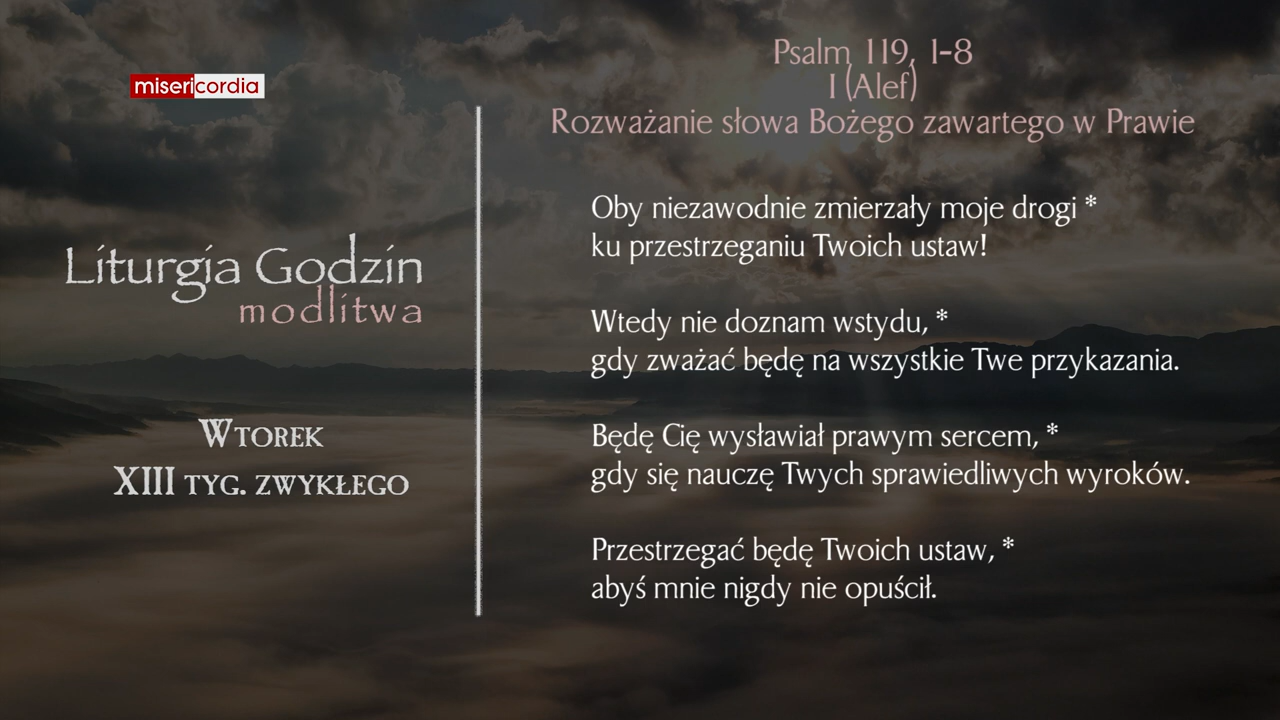 misericordia
Liturgia Godzin
modlitwa
Wtorek
XIII tyg. zwykłego
Psalm 119, 1-8
I (Alef)
Rozważanie słowa Bożego zawartego w Prawie
Oby niezawodnie zmierzały moje drogi *
ku przestrzeganiu Twoich ustaw!
Wtedy nie doznam wstydu, *
gdy zważać będę na wszystkie Twe przykazania.
Będę Cię wysławiał prawym sercem, *
gdy się nauczę Twych sprawiedliwych wyroków.
Przestrzegać będę Twoich ustaw, *
abyś mnie nigdy nie opuścił.